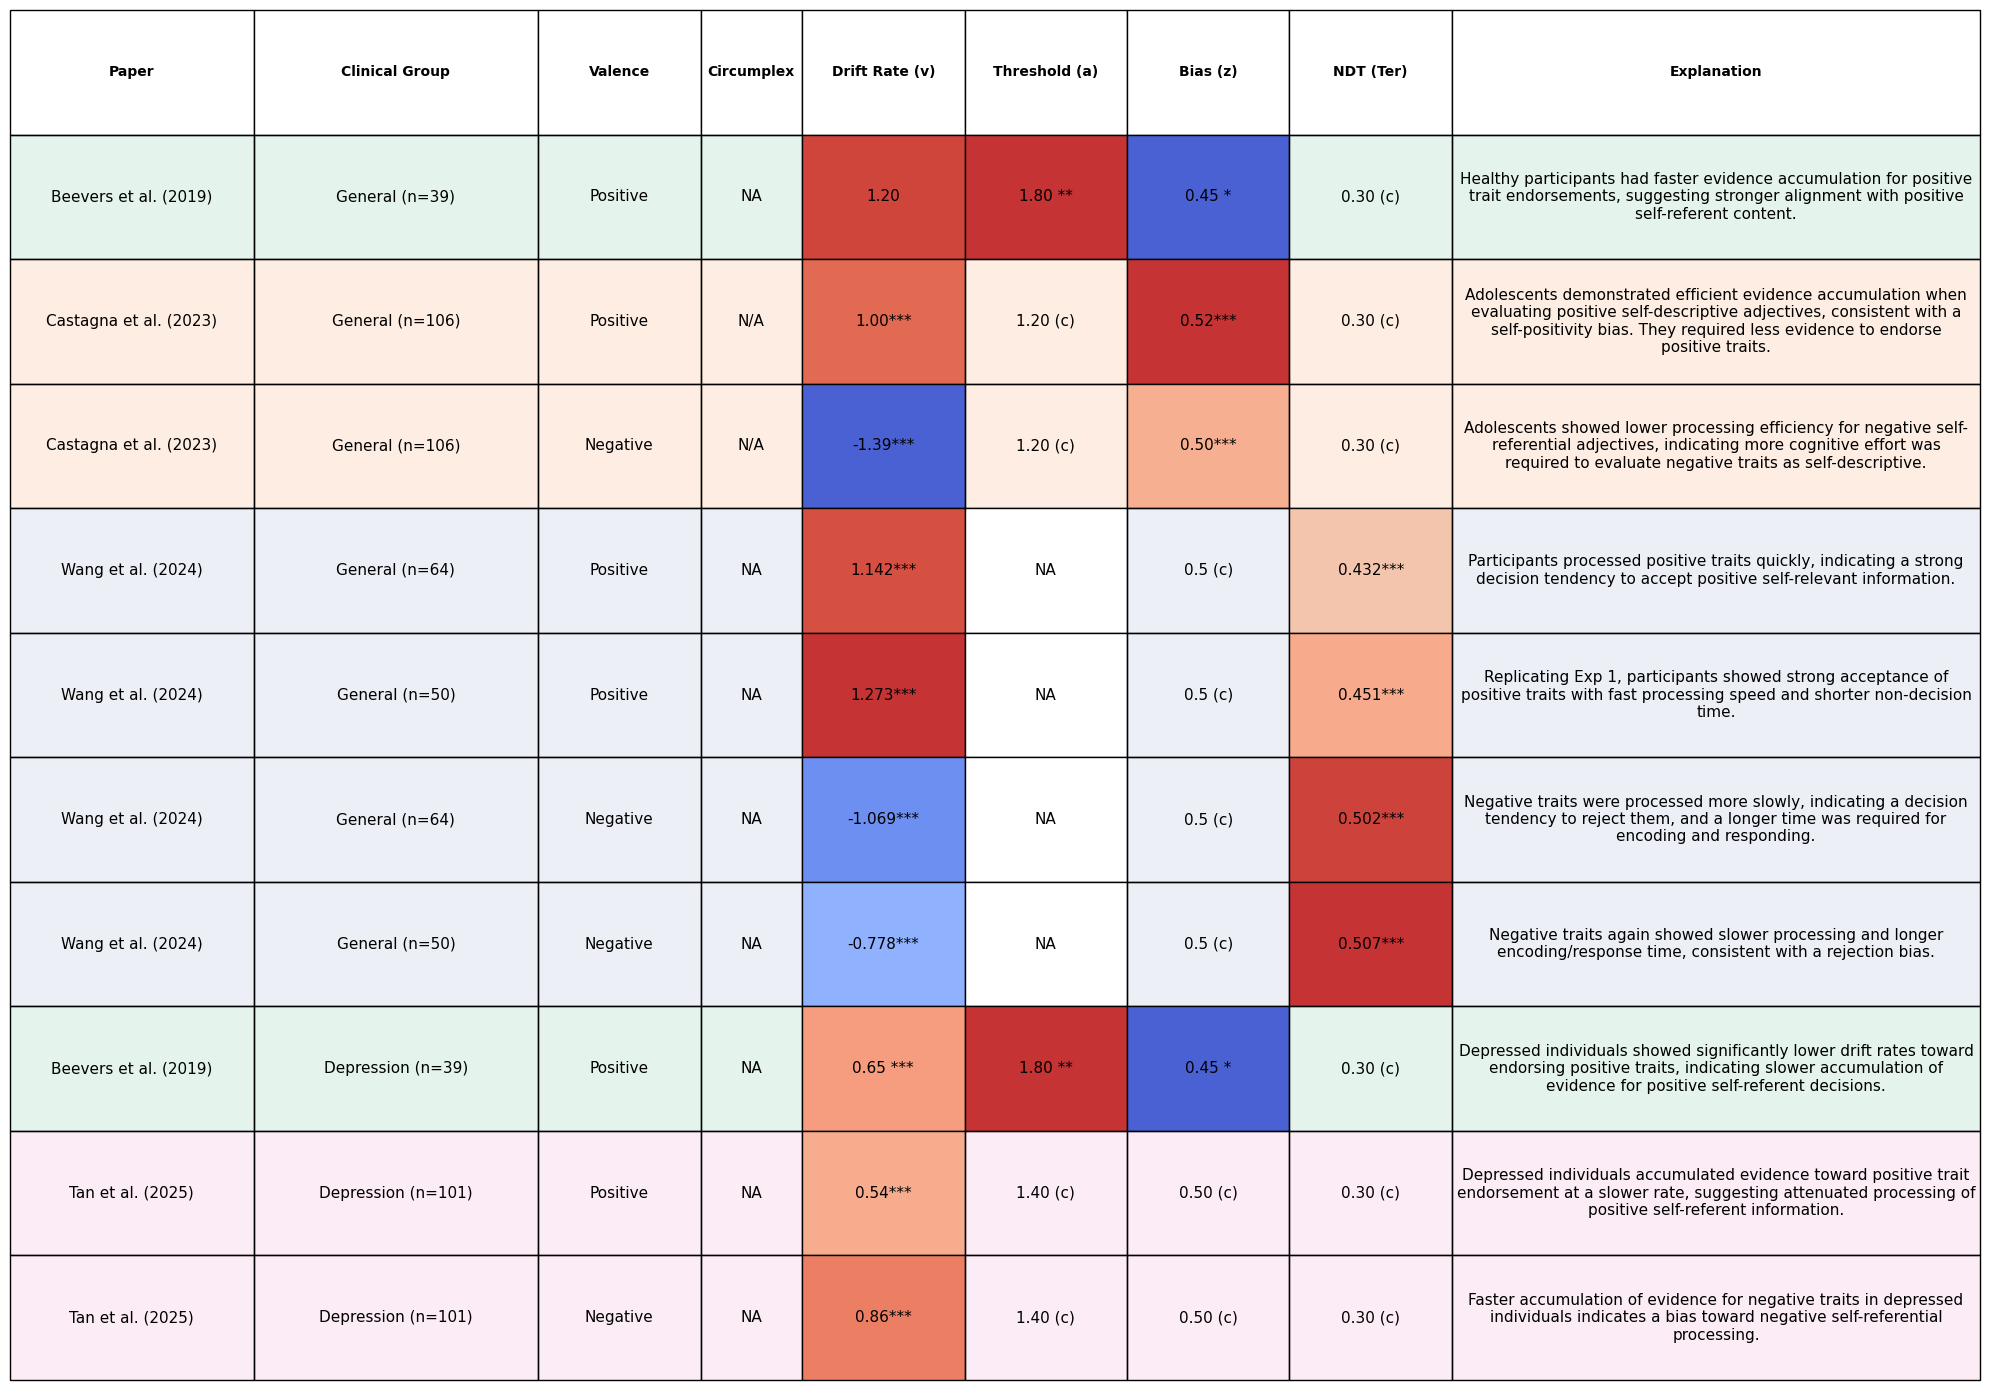 Paper Clinical Group Valence Circumplex Drift Rate (v) Threshold (a) Bias (z) NDT (Ter) Explanation
Beevers et al. (2019) General (n=39) Positive NA 1.20 1.80 ** 0.45 * 0.30 (c) Healthy participants had faster evidence accumulation for positive
trait endorsements, suggesting stronger alignment with positive
self-referent content.
Castagna et al. (2023) General (n=106) Positive N/A 1.00*** 1.20 (c) 0.52*** 0.30 (c) Adolescents demonstrated efficient evidence accumulation when
evaluating positive self-descriptive adjectives, consistent with a
self-positivity bias. They required less evidence to endorse
positive traits.
Castagna et al. (2023) General (n=106) Negative N/A -1.39*** 1.20 (c) 0.50*** 0.30 (c) Adolescents showed lower processing efficiency for negative self-
referential adjectives, indicating more cognitive effort was
required to evaluate negative traits as self-descriptive.
Wang et al. (2024) General (n=64) Positive NA 1.142*** NA 0.5 (c) 0.432*** Participants processed positive traits quickly, indicating a strong
decision tendency to accept positive self-relevant information.
Wang et al. (2024) General (n=50) Positive NA 1.273*** NA 0.5 (c) 0.451*** Replicating Exp 1, participants showed strong acceptance of
positive traits with fast processing speed and shorter non-decision
time.
Wang et al. (2024) General (n=64) Negative NA -1.069*** NA 0.5 (c) 0.502*** Negative traits were processed more slowly, indicating a decision
tendency to reject them, and a longer time was required for
encoding and responding.
Wang et al. (2024) General (n=50) Negative NA -0.778*** NA 0.5 (c) 0.507*** Negative traits again showed slower processing and longer
encoding/response time, consistent with a rejection bias.
Beevers et al. (2019) Depression (n=39) Positive NA 0.65 *** 1.80 ** 0.45 * 0.30 (c) Depressed individuals showed significantly lower drift rates toward
endorsing positive traits, indicating slower accumulation of
evidence for positive self-referent decisions.
Tan et al. (2025) Depression (n=101) Positive NA 0.54*** 1.40 (c) 0.50 (c) 0.30 (c) Depressed individuals accumulated evidence toward positive trait
endorsement at a slower rate, suggesting attenuated processing of
positive self-referent information.
Tan et al. (2025) Depression (n=101) Negative NA 0.86*** 1.40 (c) 0.50 (c) 0.30 (c) Faster accumulation of evidence for negative traits in depressed
individuals indicates a bias toward negative self-referential
processing.